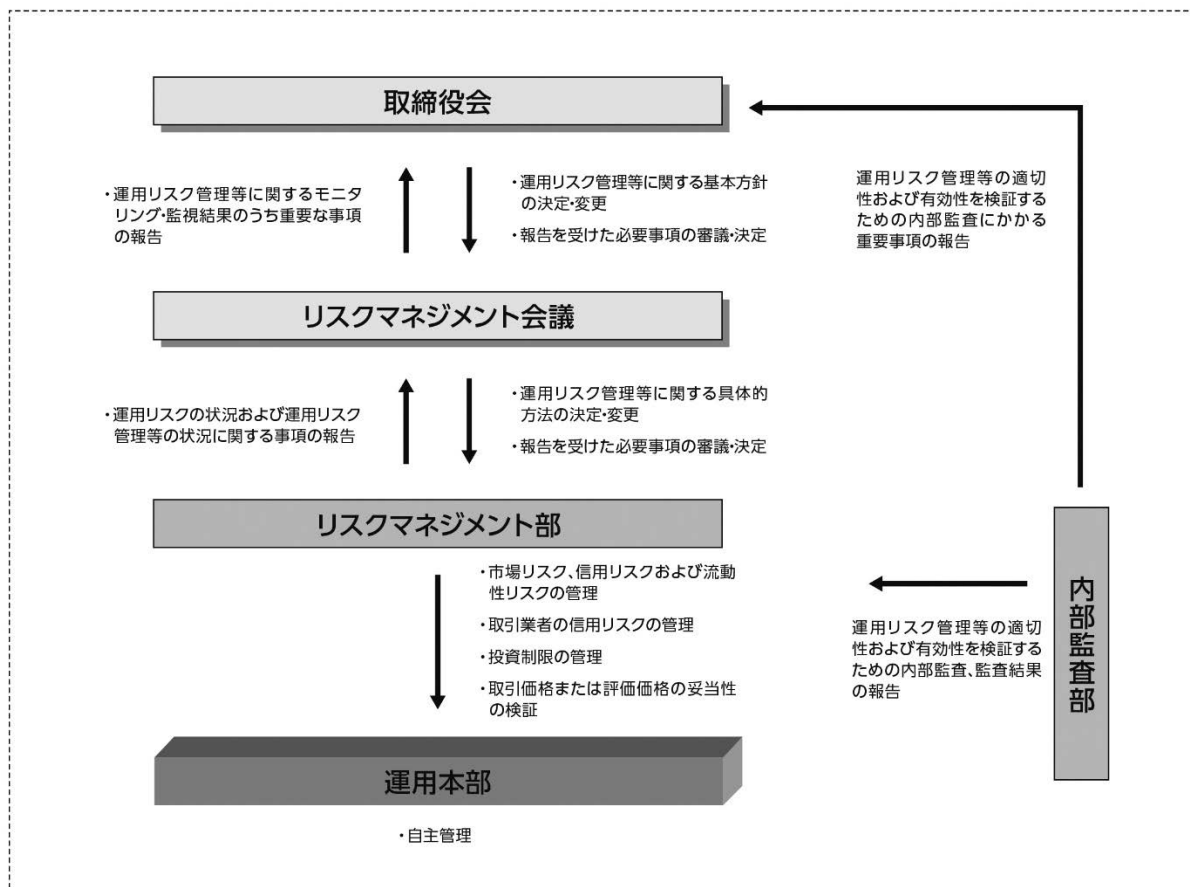 取締役会
・運用リスク管理等に関するモニタ
リング・監視結果のうち重要な事項
の報告
・運用リスク管理等に関する基本方針
の決定・変更
・報告を受けた必要事項の審議・決定
運用リスク管理等の適切
性および有効性を検証す
るための内部監査にかかる
重要事項の報告
リスクマネジメント会議
・運用リスクの状況および運用リスク
管理等の状況に関する事項の報告
・運用リスク管理等に関する具体的
方法の決定・変更
・報告を受けた必要事項の審議・決定
リスクマネジメント部
・市場リスク、信用リスクおよび流動
性リスクの管理
・取引業者の信用リスクの管理
・投資制限の管理
・取引価格または評価価格の妥当性
の検証
内部監査部
運用リスク管理等の適切
性および有効性を検証する
ための内部監査、監査結果
の報告
運用本部
・自主管理